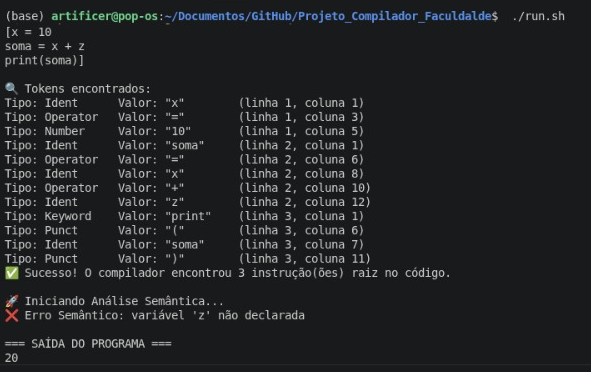 (base) artificer@pop-os:~/Documentos/GitHub/Projeto_Compilador_Faculdalde$ ./run.sh
[x = 10
soma = x + z
print(soma)]
🔍 Tokens encontrados:
Tipo: Ident Valor: "x" (linha 1, coluna 1)
Tipo: Operator Valor: "=" (linha 1, coluna 3)
Tipo: Number Valor: "10" (linha 1, coluna 5)
Tipo: Ident Valor: "soma" (linha 2, coluna 1)
Tipo: Operator Valor: "=" (linha 2, coluna 6)
Tipo: Ident Valor: "x" (linha 2, coluna 8)
Tipo: Operator Valor: "+" (linha 2, coluna 10)
Tipo: Ident Valor: "z" (linha 2, coluna 12)
Tipo: Keyword Valor: "print" (linha 3, coluna 1)
Tipo: Punct Valor: "(" (linha 3, coluna 6)
Tipo: Ident Valor: "soma" (linha 3, coluna 7)
Tipo: Punct Valor: ")" (linha 3, coluna 11)
✅ Sucesso! O compilador encontrou 3 instrução(ões) raiz no código.
🚀 Iniciando Análise Semântica...
❌ Erro Semântico: variável 'z' não declarada
=== SAÍDA DO PROGRAMA ===
20